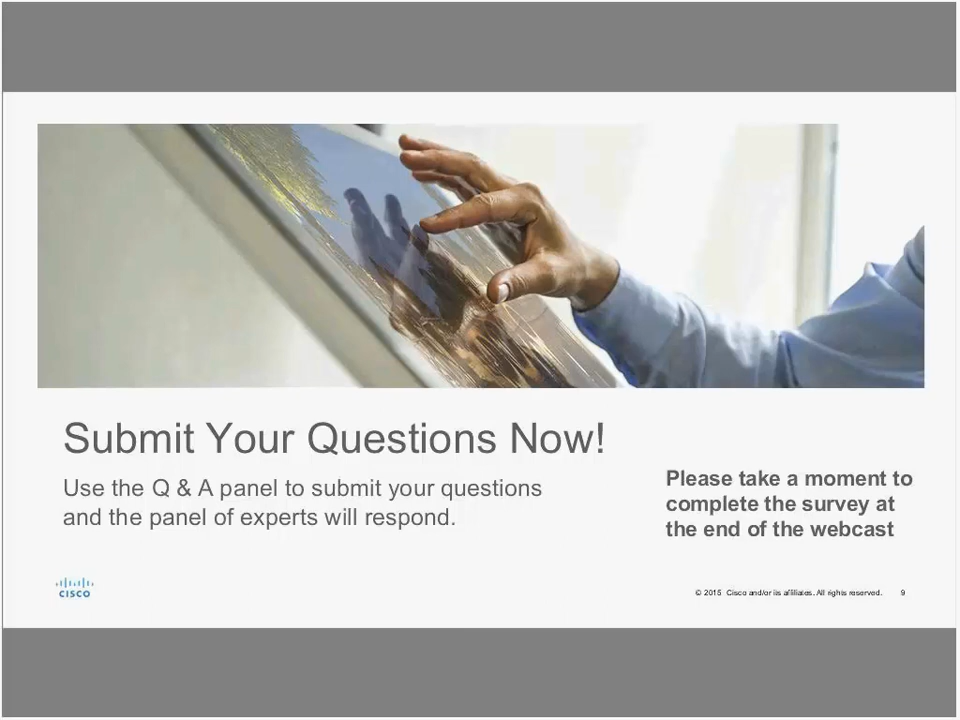 Submit Your Questions Now!
Use the Q & A panel to submit your questions
and the panel of experts will respond.
Please take a moment to
complete the survey at
the end of the webcast
CISCO
© 2015 Cisco and/or its affiliates. All rights reserved. 9